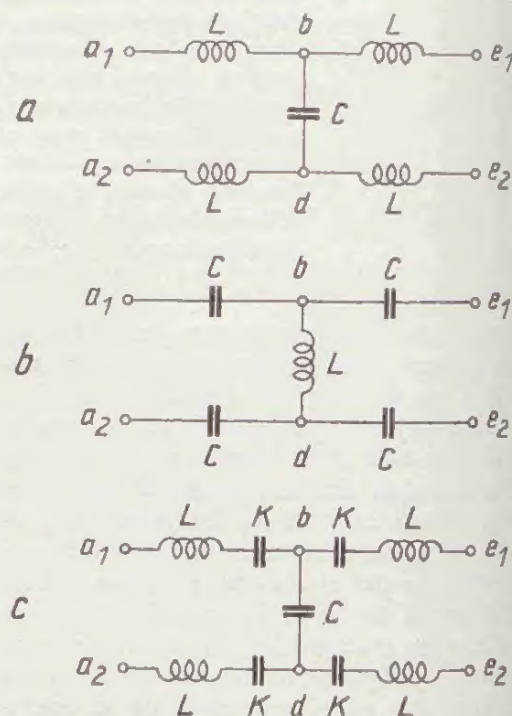 L b L
a1 e1
a C
a2 e2
L d L
C b C
a1 e1
b L
a2 e2
C d C
L K b K L
a1 e1
c C
a2 e2
L K d K L